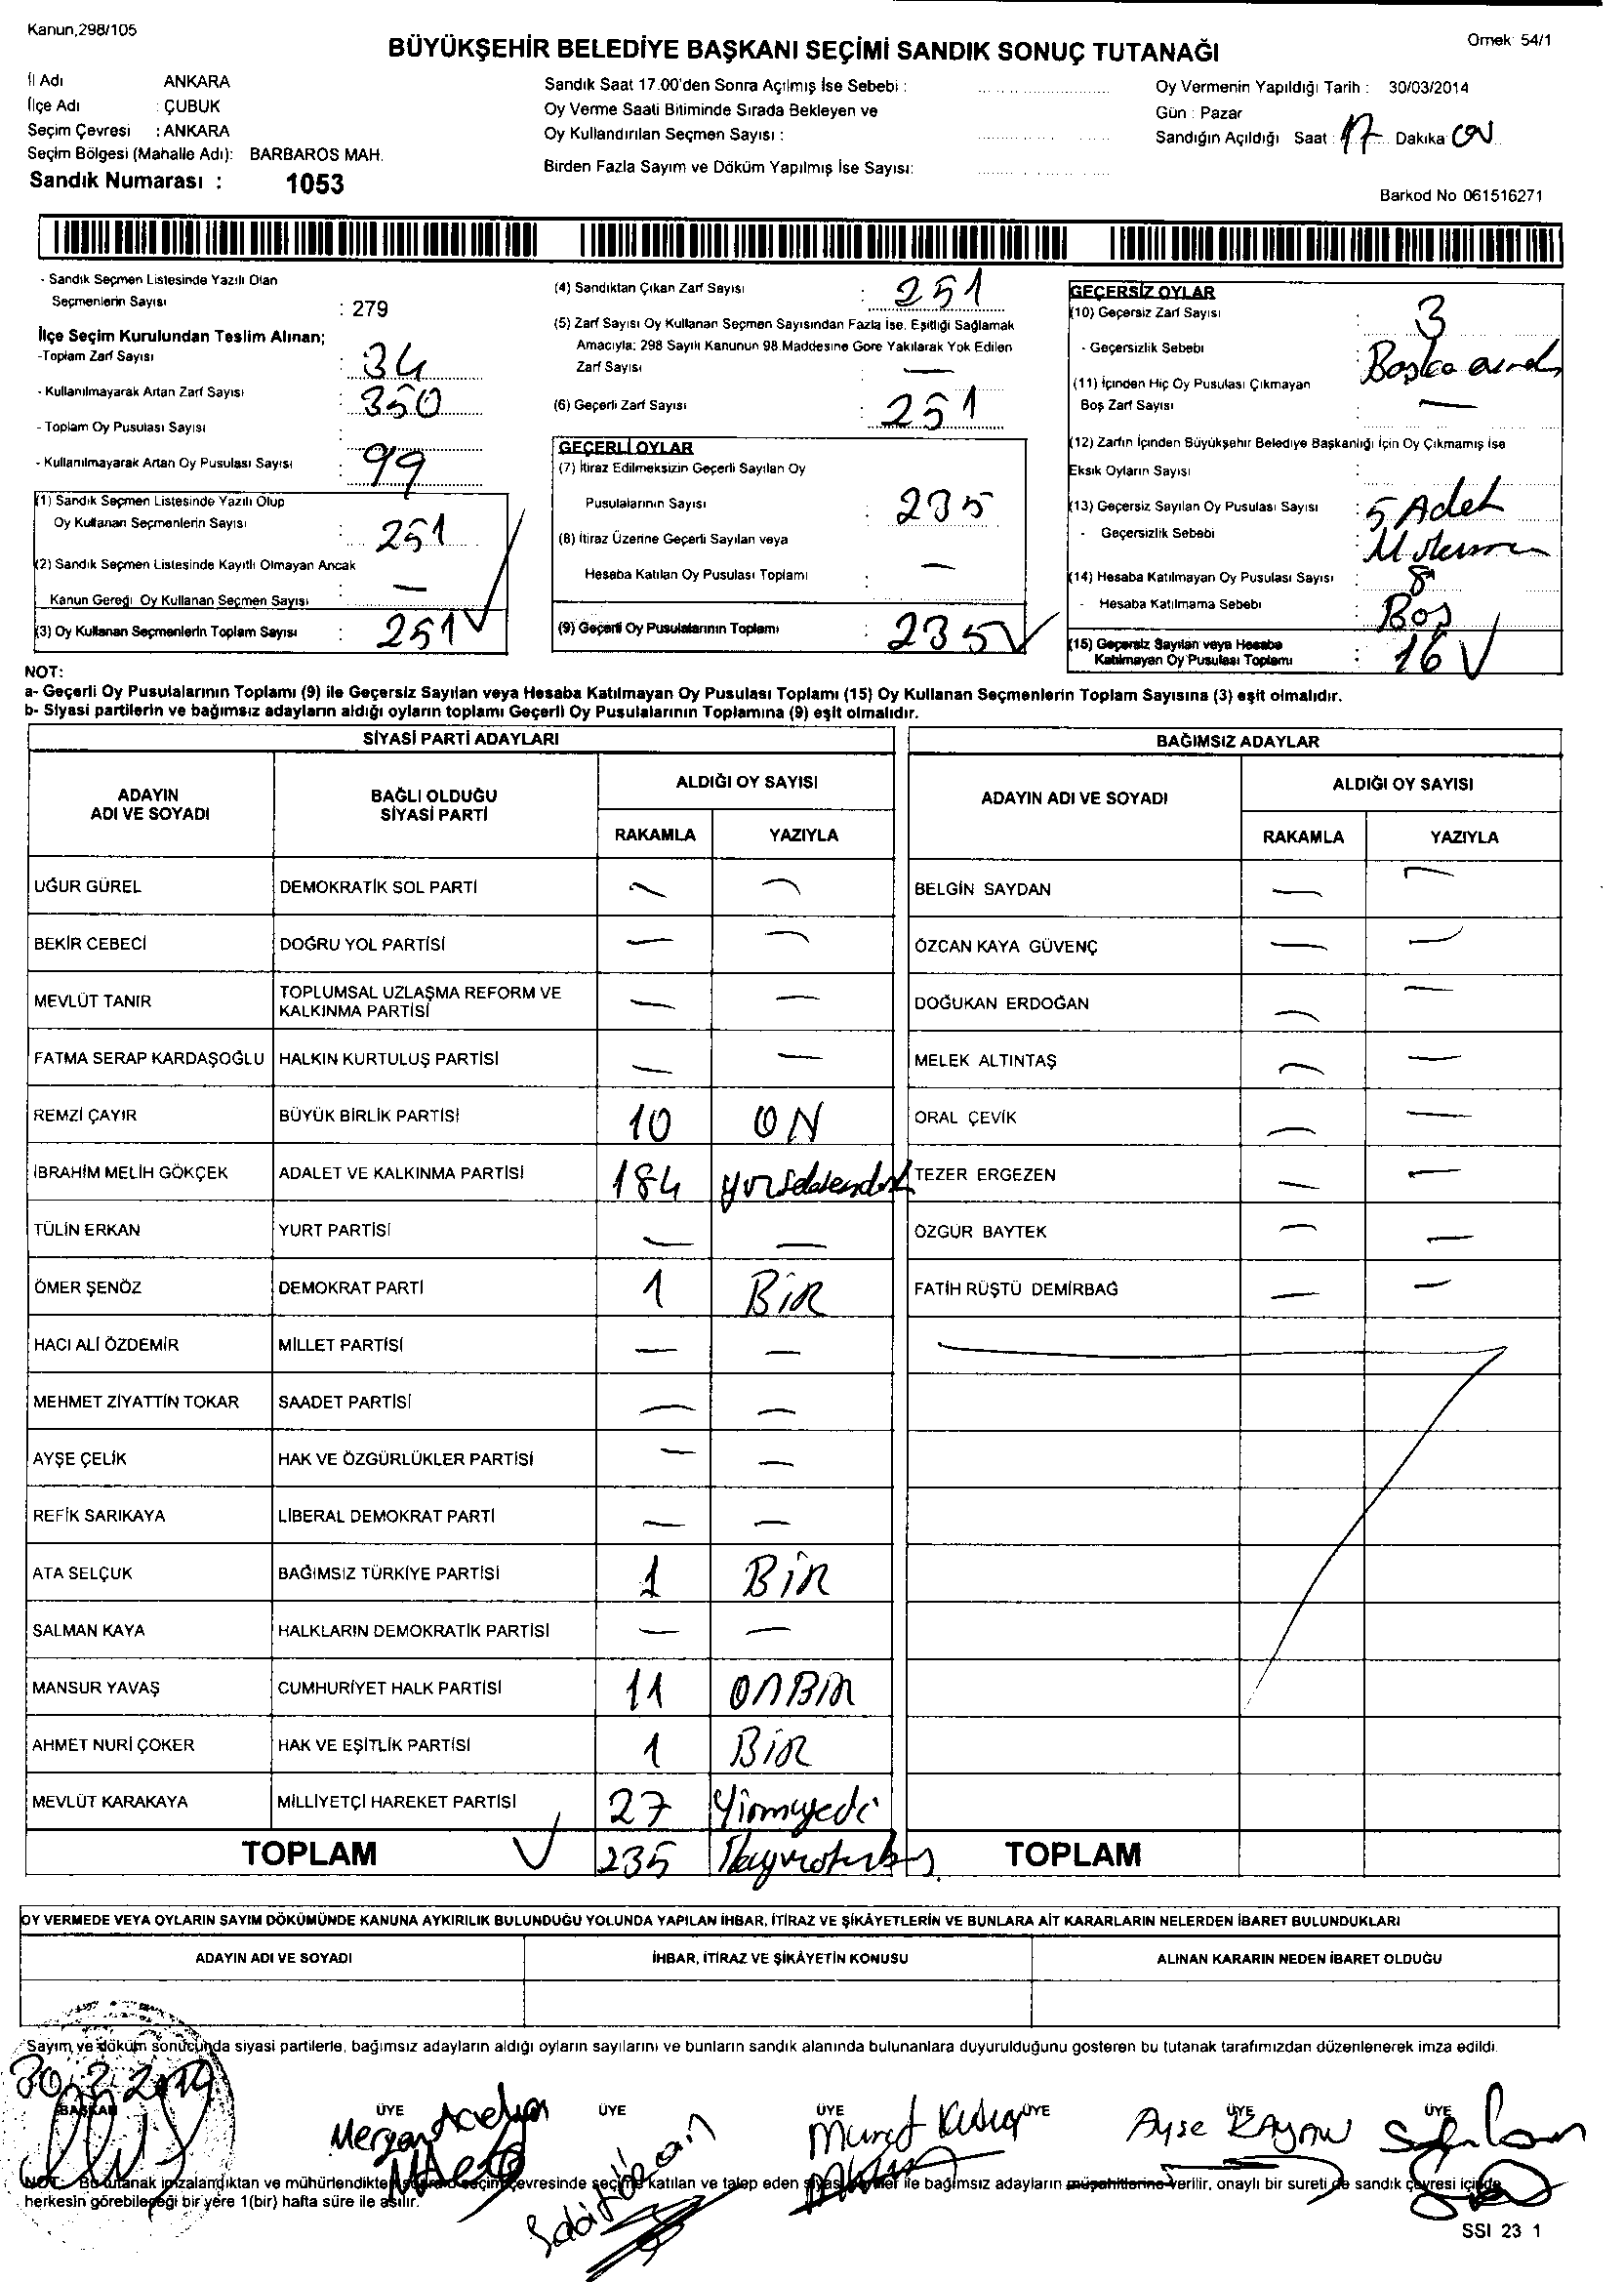 Kanun,298/105
Örnek 54/1
BÜYÜKŞEHİR BELEDİYE BAŞKANI SEÇİMİ SANDIK SONUÇ TUTANAĞI
İl Adı ANKARA
İlçe Adı : ÇUBUK
Seçim Çevresi : ANKARA
Seçim Bölgesi (Mahalle Adı): BARBAROS MAH.
Sandık Numarası : 1053
Sandık Saat 17.00'den Sonra Açılmış İse Sebebi :
Oy Verme Saati Bitiminde Sırada Bekleyen ve
Oy Kullandırılan Seçmen Sayısı :
Birden Fazla Sayım ve Döküm Yapılmış İse Sayısı:
Oy Vermenin Yapıldığı Tarih : 30/03/2014
Gün : Pazar
Sandığın Açıldığı Saat : 17 Dakika ON
Barkod No 061516271
- Sandık Seçmen Listesinde Yazılı Olan
Seçmenlerin Sayısı : 279
İlçe Seçim Kurulundan Teslim Alınan;
-Toplam Zarf Sayısı : 34
- Kullanılmayarak Artan Zarf Sayısı : 350
- Toplam Oy Pusulası Sayısı :
- Kullanılmayarak Artan Oy Pusulası Sayısı : 99
(1) Sandık Seçmen Listesinde Yazılı Olup
Oy Kullanan Seçmenlerin Sayısı : 251
(2) Sandık Seçmen Listesinde Kayıtlı Olmayan Ancak
Kanun Gereği Oy Kullanan Seçmen Sayısı : —
(3) Oy Kullanan Seçmenlerin Toplam Sayısı : 251
(4) Sandıktan Çıkan Zarf Sayısı : 251
(5) Zarf Sayısı Oy Kullanan Seçmen Sayısından Fazla İse, Eşitliği Sağlamak
Amacıyla; 298 Sayılı Kanunun 98.Maddesine Göre Yakılarak Yok Edilen
Zarf Sayısı —
(6) Geçerli Zarf Sayısı : 251
GEÇERLİ OYLAR
(7) İtiraz Edilmeksizin Geçerli Sayılan Oy
Pusulalarının Sayısı : 235
(8) İtiraz Üzerine Geçerli Sayılan veya
Hesaba Katılan Oy Pusulası Toplamı : —
(9) Geçerli Oy Pusulalarının Toplamı : 235
GEÇERSİZ OYLAR
(10) Geçersiz Zarf Sayısı : 3
- Geçersizlik Sebebi : Başka
(11) İçinden Hiç Oy Pusulası Çıkmayan
Boş Zarf Sayısı : —
(12) Zarfın İçinden Büyükşehir Belediye Başkanlığı İçin Oy Çıkmamış İse
Eksik Oyların Sayısı :
(13) Geçersiz Sayılan Oy Pusulası Sayısı : 5 Adet
- Geçersizlik Sebebi :
(14) Hesaba Katılmayan Oy Pusulası Sayısı : 8
- Hesaba Katılmama Sebebi : Boş
(15) Geçersiz Sayılan veya Hesaba
Katılmayan Oy Pusulası Toplamı : 16
NOT:
a- Geçerli Oy Pusulalarının Toplamı (9) ile Geçersiz Sayılan veya Hesaba Katılmayan Oy Pusulası Toplamı (15) Oy Kullanan Seçmenlerin Toplam Sayısına (3) eşit olmalıdır.
b- Siyasi partilerin ve bağımsız adayların aldığı oyların toplamı Geçerli Oy Pusulalarının Toplamına (9) eşit olmalıdır.
SİYASİ PARTİ ADAYLARI
ADAYIN ADI VE SOYADI BAĞLI OLDUĞU SİYASİ PARTİ ALDIĞI OY SAYISI
RAKAMLA YAZIYLA
UĞUR GÜREL DEMOKRATİK SOL PARTİ — —
BEKİR CEBECİ DOĞRU YOL PARTİSİ — —
MEVLÜT TANIR TOPLUMSAL UZLAŞMA REFORM VE KALKINMA PARTİSİ — —
FATMA SERAP KARDAŞOĞLU HALKIN KURTULUŞ PARTİSİ — —
REMZİ ÇAYIR BÜYÜK BİRLİK PARTİSİ 10 ON
İBRAHİM MELİH GÖKÇEK ADALET VE KALKINMA PARTİSİ 184 yüzseksendört
TÜLİN ERKAN YURT PARTİSİ — —
ÖMER ŞENÖZ DEMOKRAT PARTİ 1 BİR
HACI ALİ ÖZDEMİR MİLLET PARTİSİ — —
MEHMET ZİYATTİN TOKAR SAADET PARTİSİ — —
AYŞE ÇELİK HAK VE ÖZGÜRLÜKLER PARTİSİ — —
REFİK SARIKAYA LİBERAL DEMOKRAT PARTİ — —
ATA SELÇUK BAĞIMSIZ TÜRKİYE PARTİSİ 1 BİR
SALMAN KAYA HALKLARIN DEMOKRATİK PARTİSİ — —
MANSUR YAVAŞ CUMHURİYET HALK PARTİSİ 11 ONBİR
AHMET NURİ ÇOKER HAK VE EŞİTLİK PARTİSİ 1 BİR
MEVLÜT KARAKAYA MİLLİYETÇİ HAREKET PARTİSİ 27 Yirmiyedi
TOPLAM 235
BAĞIMSIZ ADAYLAR
ADAYIN ADI VE SOYADI ALDIĞI OY SAYISI
RAKAMLA YAZIYLA
BELGİN SAYDAN — —
ÖZCAN KAYA GÜVENÇ — —
DOĞUKAN ERDOĞAN — —
MELEK ALTINTAŞ — —
ORAL ÇEVİK — —
TEZER ERGEZEN — —
ÖZGÜR BAYTEK — —
FATİH RÜŞTÜ DEMİRBAĞ — —
TOPLAM
OY VERMEDE VEYA OYLARIN SAYIM DÖKÜMÜNDE KANUNA AYKIRILIK BULUNDUĞU YOLUNDA YAPILAN İHBAR, İTİRAZ VE ŞİKÂYETLERİN VE BUNLARA AİT KARARLARIN NELERDEN İBARET BULUNDUKLARI
ADAYIN ADI VE SOYADI İHBAR, İTİRAZ VE ŞİKÂYETİN KONUSU ALINAN KARARIN NEDEN İBARET OLDUĞU
Sayım ve döküm sonucunda siyasi partilerle, bağımsız adayların aldığı oyların sayılarını ve bunların sandık alanında bulunanlara duyurulduğunu gösteren bu tutanak tarafımızdan düzenlenerek imza edildi.
30.3.2014
BAŞKAN ÜYE ÜYE ÜYE ÜYE ÜYE ÜYE
Murat Ayşe
NOT: Bu tutanak imzalandıktan ve mühürlendikten seçim çevresinde seçime katılan ve talep eden siyasi partiler ile bağımsız adayların müşahitlerine verilir, onaylı bir sureti de sandık çevresi içinde
herkesin görebileceği bir yere 1(bir) hafta süre ile asılır.
SSI 23 1